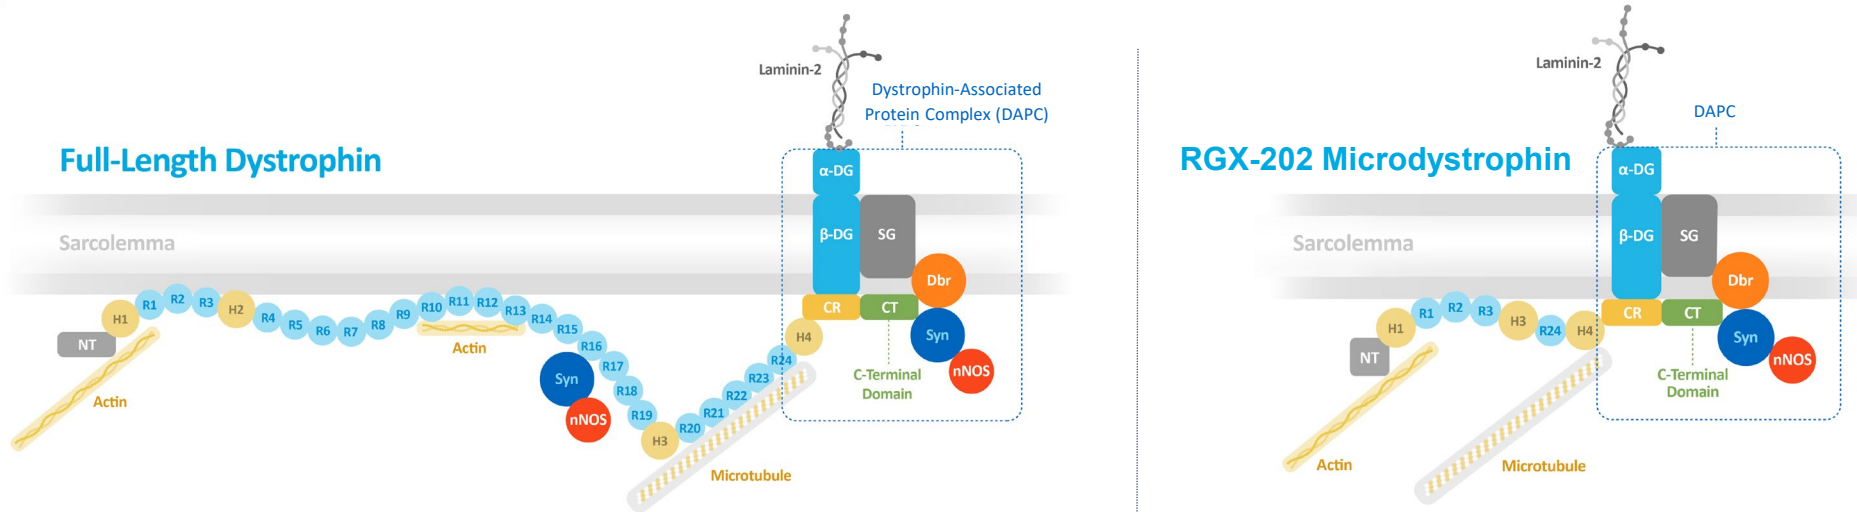 Laminin-2
Dystrophin-Associated
Protein Complex (DAPC)
Full-Length Dystrophin
α-DG
Sarcolemma
β-DG
SG
Dbr
NT
H1
R1
R2
R3
H2
R4
R5
R6
R7
R8
R9
R10
R11
R12
R13
R14
R15
R16
R17
R18
R19
H3
R20
R21
R22
R23
R24
H4
CR
CT
Syn
nNOS
Actin
Actin
Syn
nNOS
C-Terminal
Domain
Microtubule
Laminin-2
DAPC
RGX-202 Microdystrophin
α-DG
Sarcolemma
β-DG
SG
Dbr
NT
H1
R1
R2
R3
H3
R24
H4
CR
CT
Syn
nNOS
C-Terminal
Domain
Actin
Microtubule